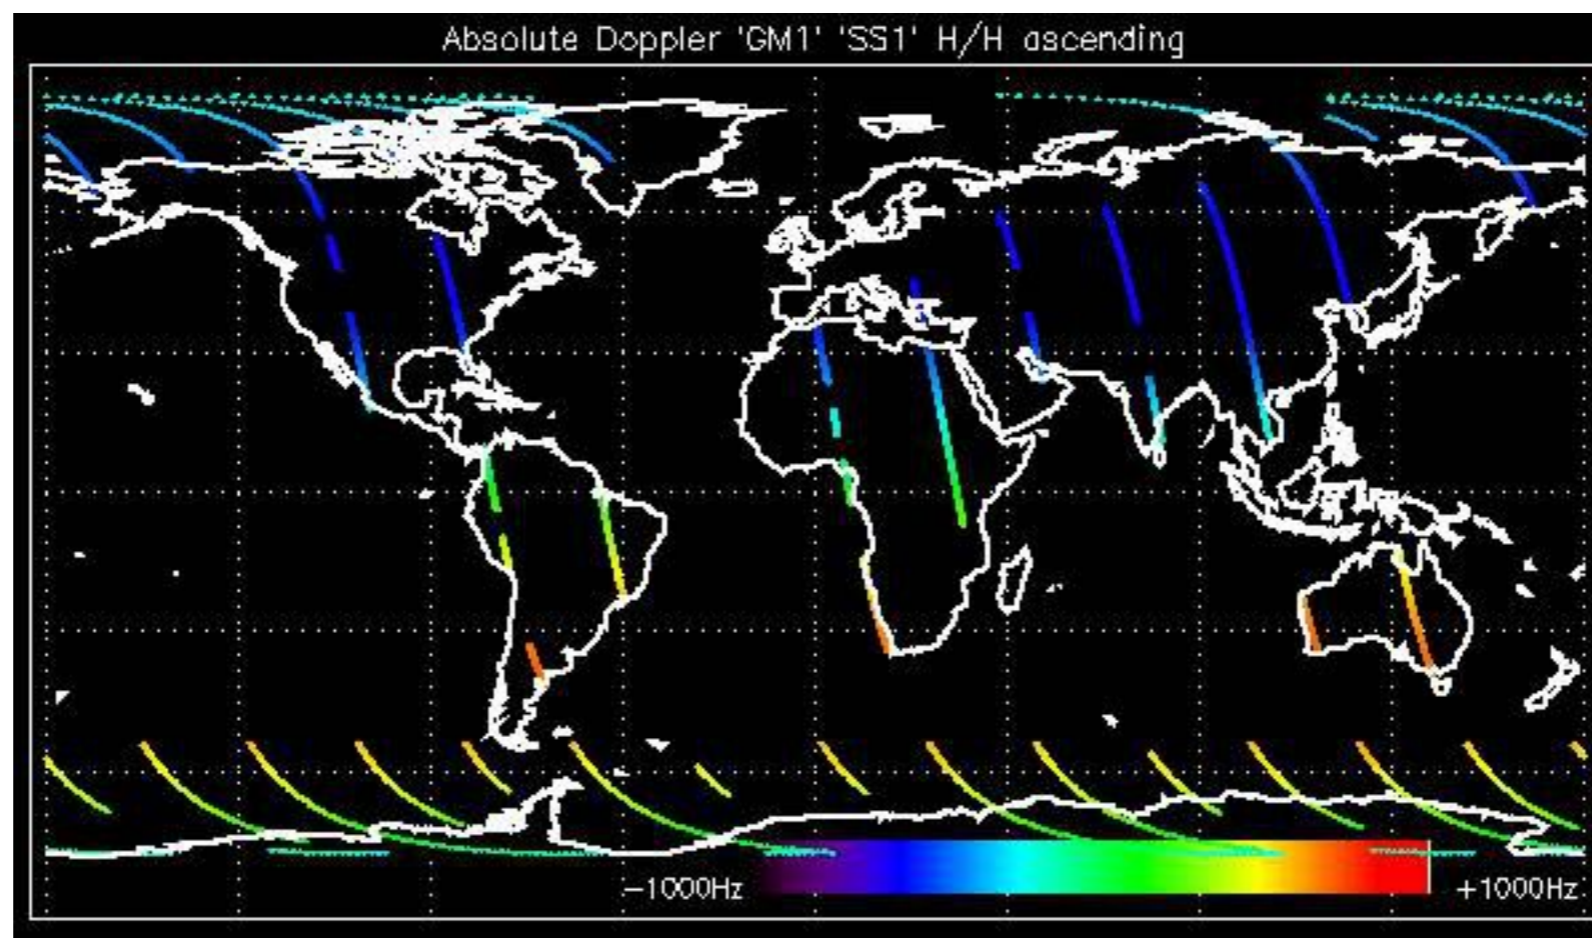 Absolute Doppler 'GM1' 'SS1' H/H ascending
-1000Hz
+1000Hz